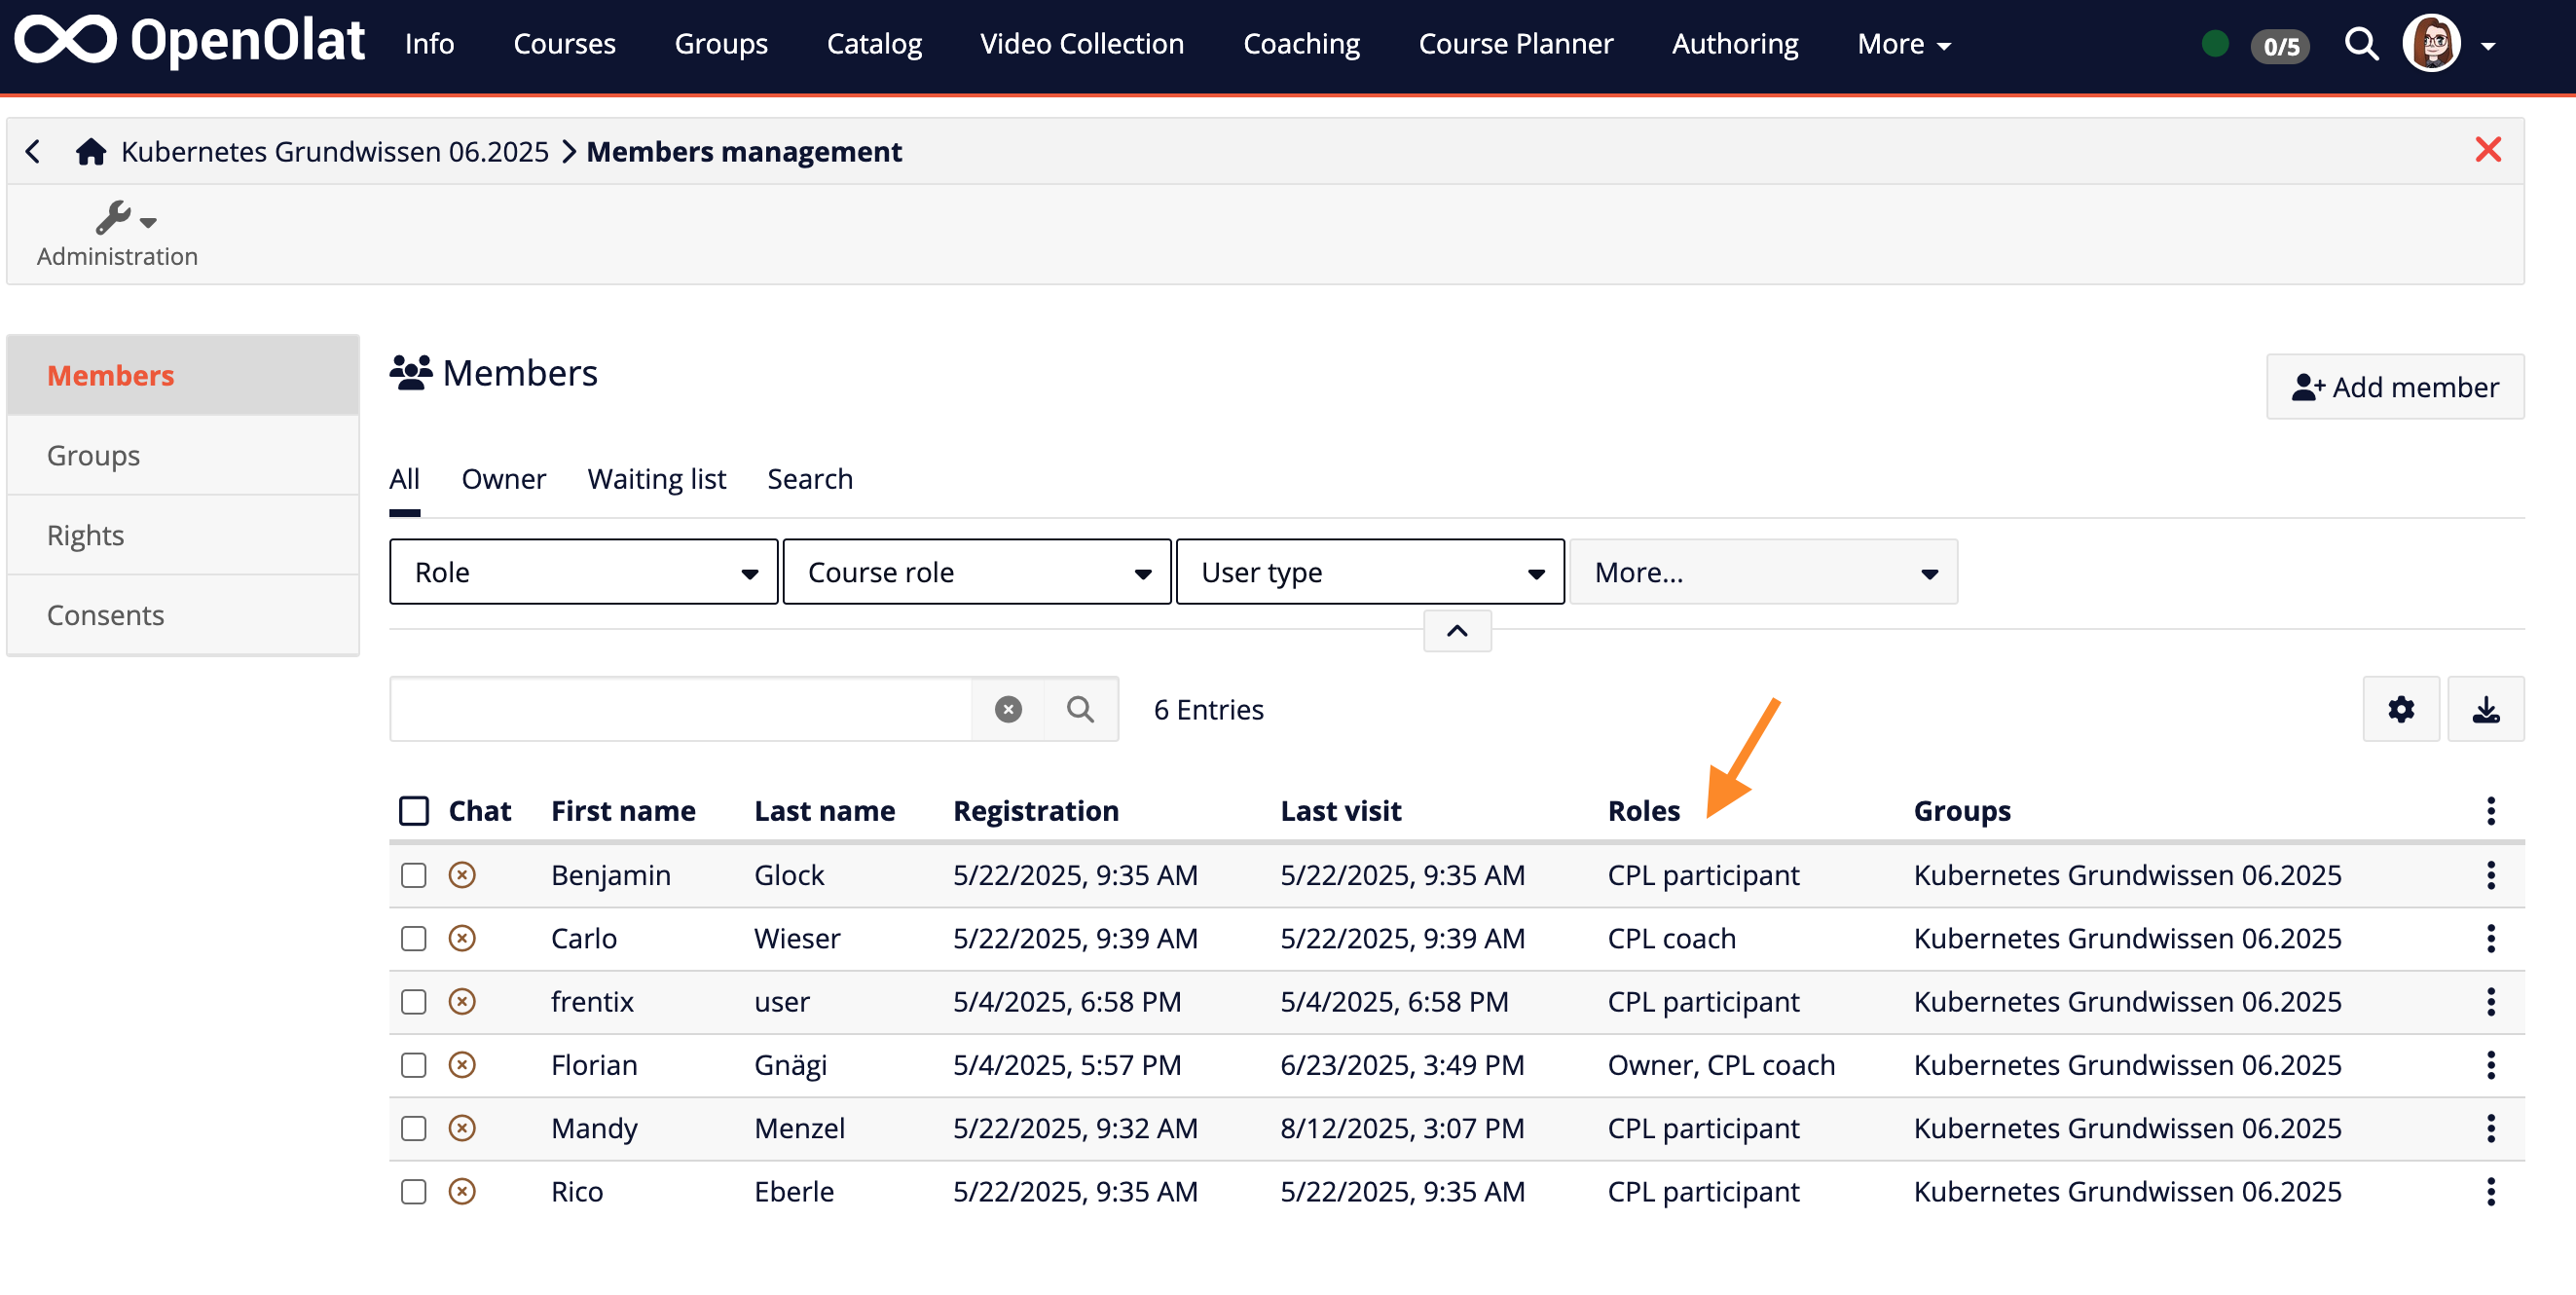 OpenOlat Info Courses Groups Catalog Video Collection Coaching Course Planner Authoring More 0/5
Kubernetes Grundwissen 06.2025 Members management
Administration
Members
Groups
Rights
Consents
Members
Add member
All Owner Waiting list Search
Role Course role User type More...
6 Entries
Chat First name Last name Registration Last visit Roles Groups
Benjamin Glock 5/22/2025, 9:35 AM 5/22/2025, 9:35 AM CPL participant Kubernetes Grundwissen 06.2025
Carlo Wieser 5/22/2025, 9:39 AM 5/22/2025, 9:39 AM CPL coach Kubernetes Grundwissen 06.2025
frentix user 5/4/2025, 6:58 PM 5/4/2025, 6:58 PM CPL participant Kubernetes Grundwissen 06.2025
Florian Gnägi 5/4/2025, 5:57 PM 6/23/2025, 3:49 PM Owner, CPL coach Kubernetes Grundwissen 06.2025
Mandy Menzel 5/22/2025, 9:32 AM 8/12/2025, 3:07 PM CPL participant Kubernetes Grundwissen 06.2025
Rico Eberle 5/22/2025, 9:35 AM 5/22/2025, 9:35 AM CPL participant Kubernetes Grundwissen 06.2025